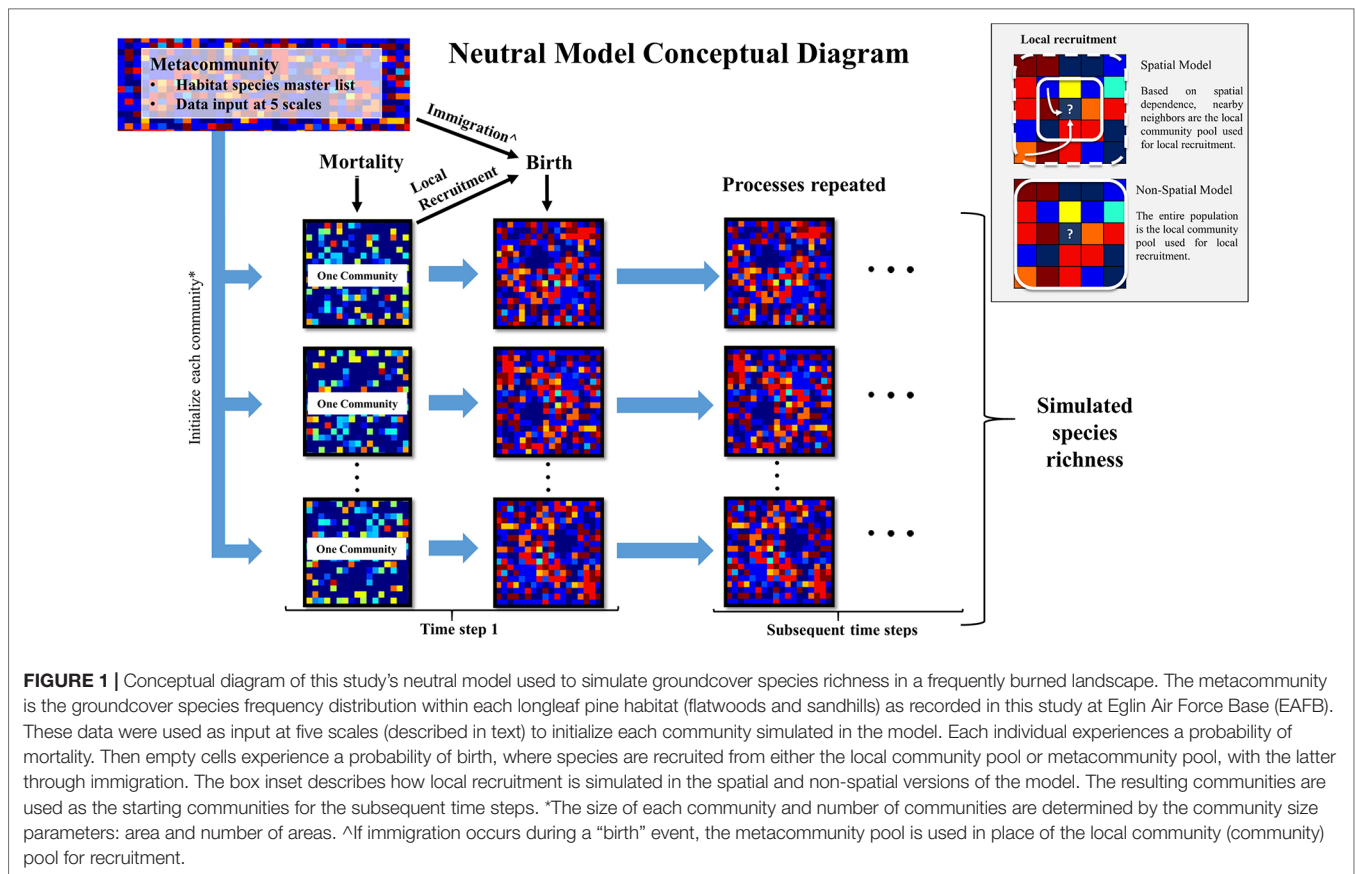 Neutral Model Conceptual Diagram
Metacommunity
• Habitat species master list
• Data input at 5 scales
Immigration^
Mortality
Local
Recruitment
Birth
Processes repeated
Initialize each community*
One Community
• • •
One Community
• • •
One Community
• • •
Time step 1
Subsequent time steps
Simulated
species
richness
Local recruitment
Spatial Model
Based on spatial
dependence, nearby
neighbors are the local
community pool used
for local recruitment.
?
Non-Spatial Model
The entire population
is the local community
pool used for local
recruitment.
?
FIGURE 1 | Conceptual diagram of this study’s neutral model used to simulate groundcover species richness in a frequently burned landscape. The metacommunity
is the groundcover species frequency distribution within each longleaf pine habitat (flatwoods and sandhills) as recorded in this study at Eglin Air Force Base (EAFB).
These data were used as input at five scales (described in text) to initialize each community simulated in the model. Each individual experiences a probability of
mortality. Then empty cells experience a probability of birth, where species are recruited from either the local community pool or metacommunity pool, with the latter
through immigration. The box inset describes how local recruitment is simulated in the spatial and non-spatial versions of the model. The resulting communities are
used as the starting communities for the subsequent time steps. *The size of each community and number of communities are determined by the community size
parameters: area and number of areas. ^If immigration occurs during a “birth” event, the metacommunity pool is used in place of the local community (community)
pool for recruitment.